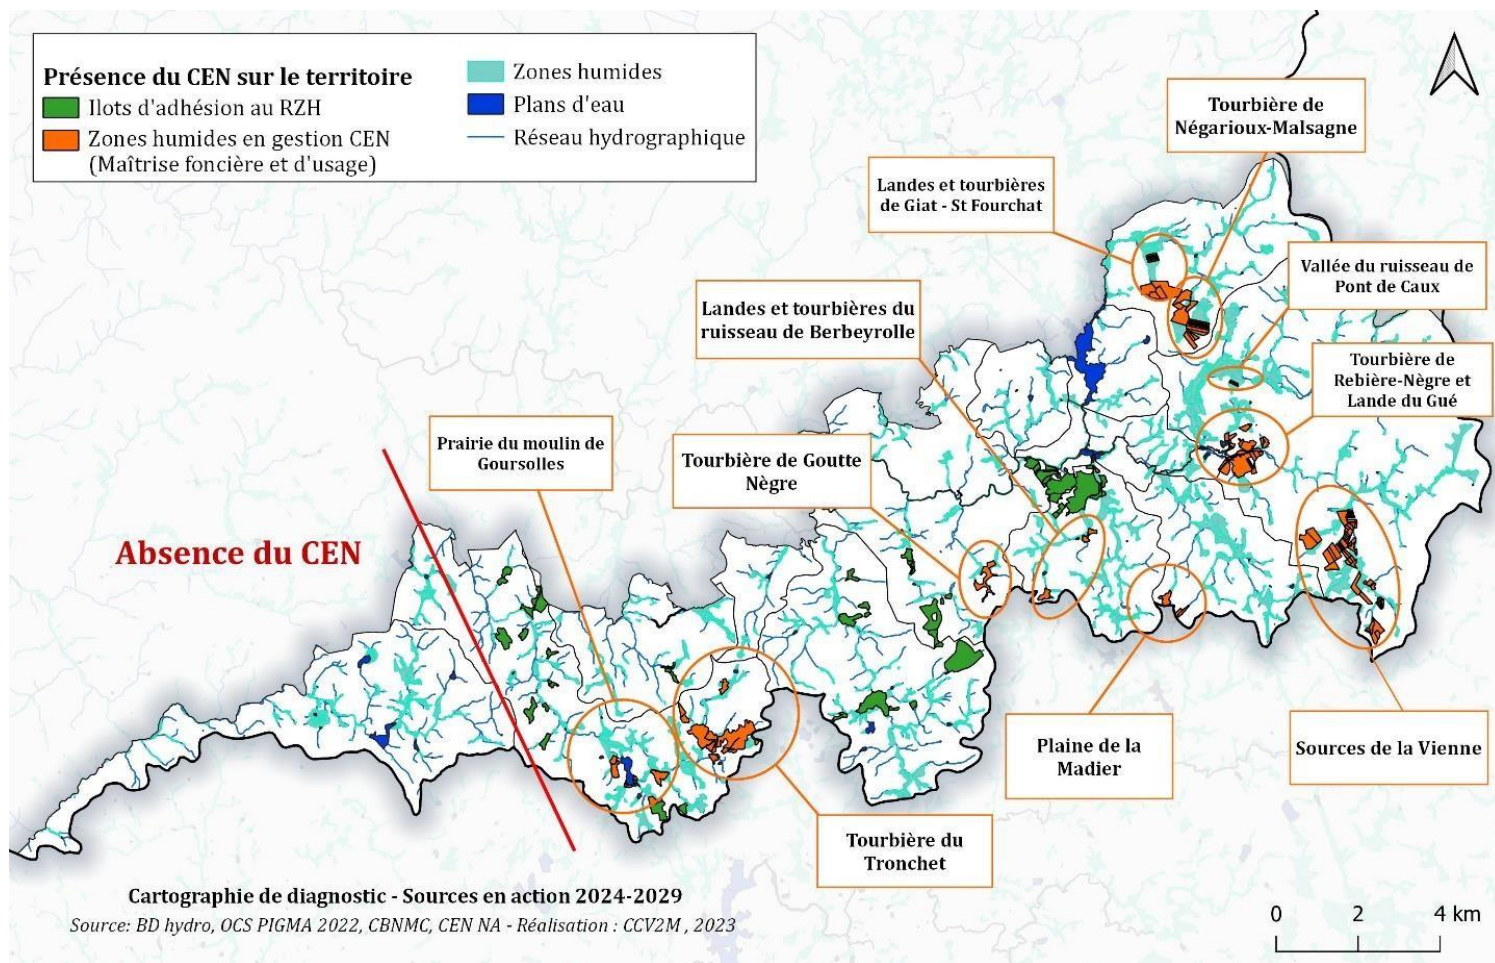 Présence du CEN sur le territoire
Ilots d'adhésion au RZH
Zones humides en gestion CEN
(Maîtrise foncière et d'usage)
Zones humides
Plans d'eau
Réseau hydrographique
Tourbière de
Négarioux-Malsagne
Landes et tourbières
de Giat - St Fourchat
Vallée du ruisseau de
Pont de Caux
Landes et tourbières du
ruisseau de Berbeyrolle
Tourbière de
Rebière-Nègre et
Lande du Gué
Prairie du moulin de
Goursolles
Tourbière de Goutte
Nègre
Absence du CEN
Plaine de la
Madier
Sources de la Vienne
Tourbière du
Tronchet
Cartographie de diagnostic - Sources en action 2024-2029
Source: BD hydro, OCS PIGMA 2022, CBNMC, CEN NA - Réalisation : CCV2M , 2023
0 2 4 km